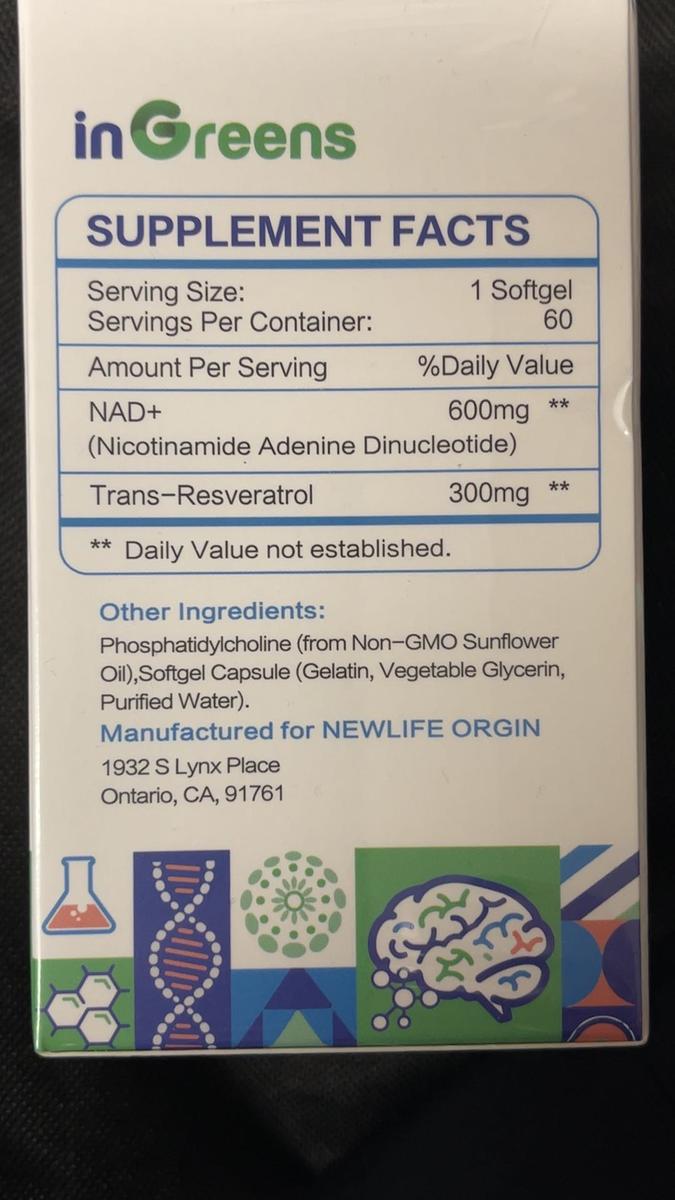 inGreens
SUPPLEMENT FACTS
Serving Size: 1 Softgel
Servings Per Container: 60
Amount Per Serving %Daily Value
NAD+ 600mg **
(Nicotinamide Adenine Dinucleotide)
Trans-Resveratrol 300mg **
** Daily Value not established.
Other Ingredients:
Phosphatidylcholine (from Non-GMO Sunflower
Oil),Softgel Capsule (Gelatin, Vegetable Glycerin,
Purified Water).
Manufactured for NEWLIFE ORGIN
1932 S Lynx Place
Ontario, CA, 91761